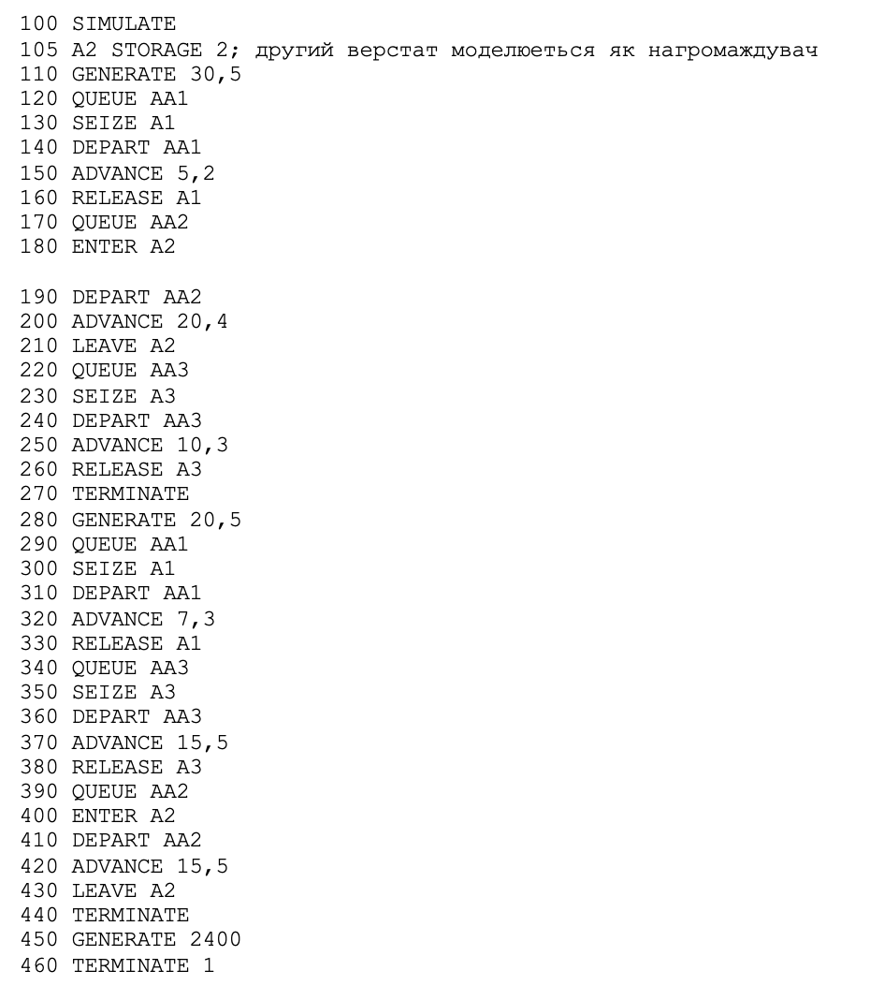 100 SIMULATE
105 A2 STORAGE 2; другий верстат моделюеться як нагромаждувач
110 GENERATE 30,5
120 QUEUE AA1
130 SEIZE A1
140 DEPART AA1
150 ADVANCE 5,2
160 RELEASE A1
170 QUEUE AA2
180 ENTER A2
190 DEPART AA2
200 ADVANCE 20,4
210 LEAVE A2
220 QUEUE AA3
230 SEIZE A3
240 DEPART AA3
250 ADVANCE 10,3
260 RELEASE A3
270 TERMINATE
280 GENERATE 20,5
290 QUEUE AA1
300 SEIZE A1
310 DEPART AA1
320 ADVANCE 7,3
330 RELEASE A1
340 QUEUE AA3
350 SEIZE A3
360 DEPART AA3
370 ADVANCE 15,5
380 RELEASE A3
390 QUEUE AA2
400 ENTER A2
410 DEPART AA2
420 ADVANCE 15,5
430 LEAVE A2
440 TERMINATE
450 GENERATE 2400
460 TERMINATE 1